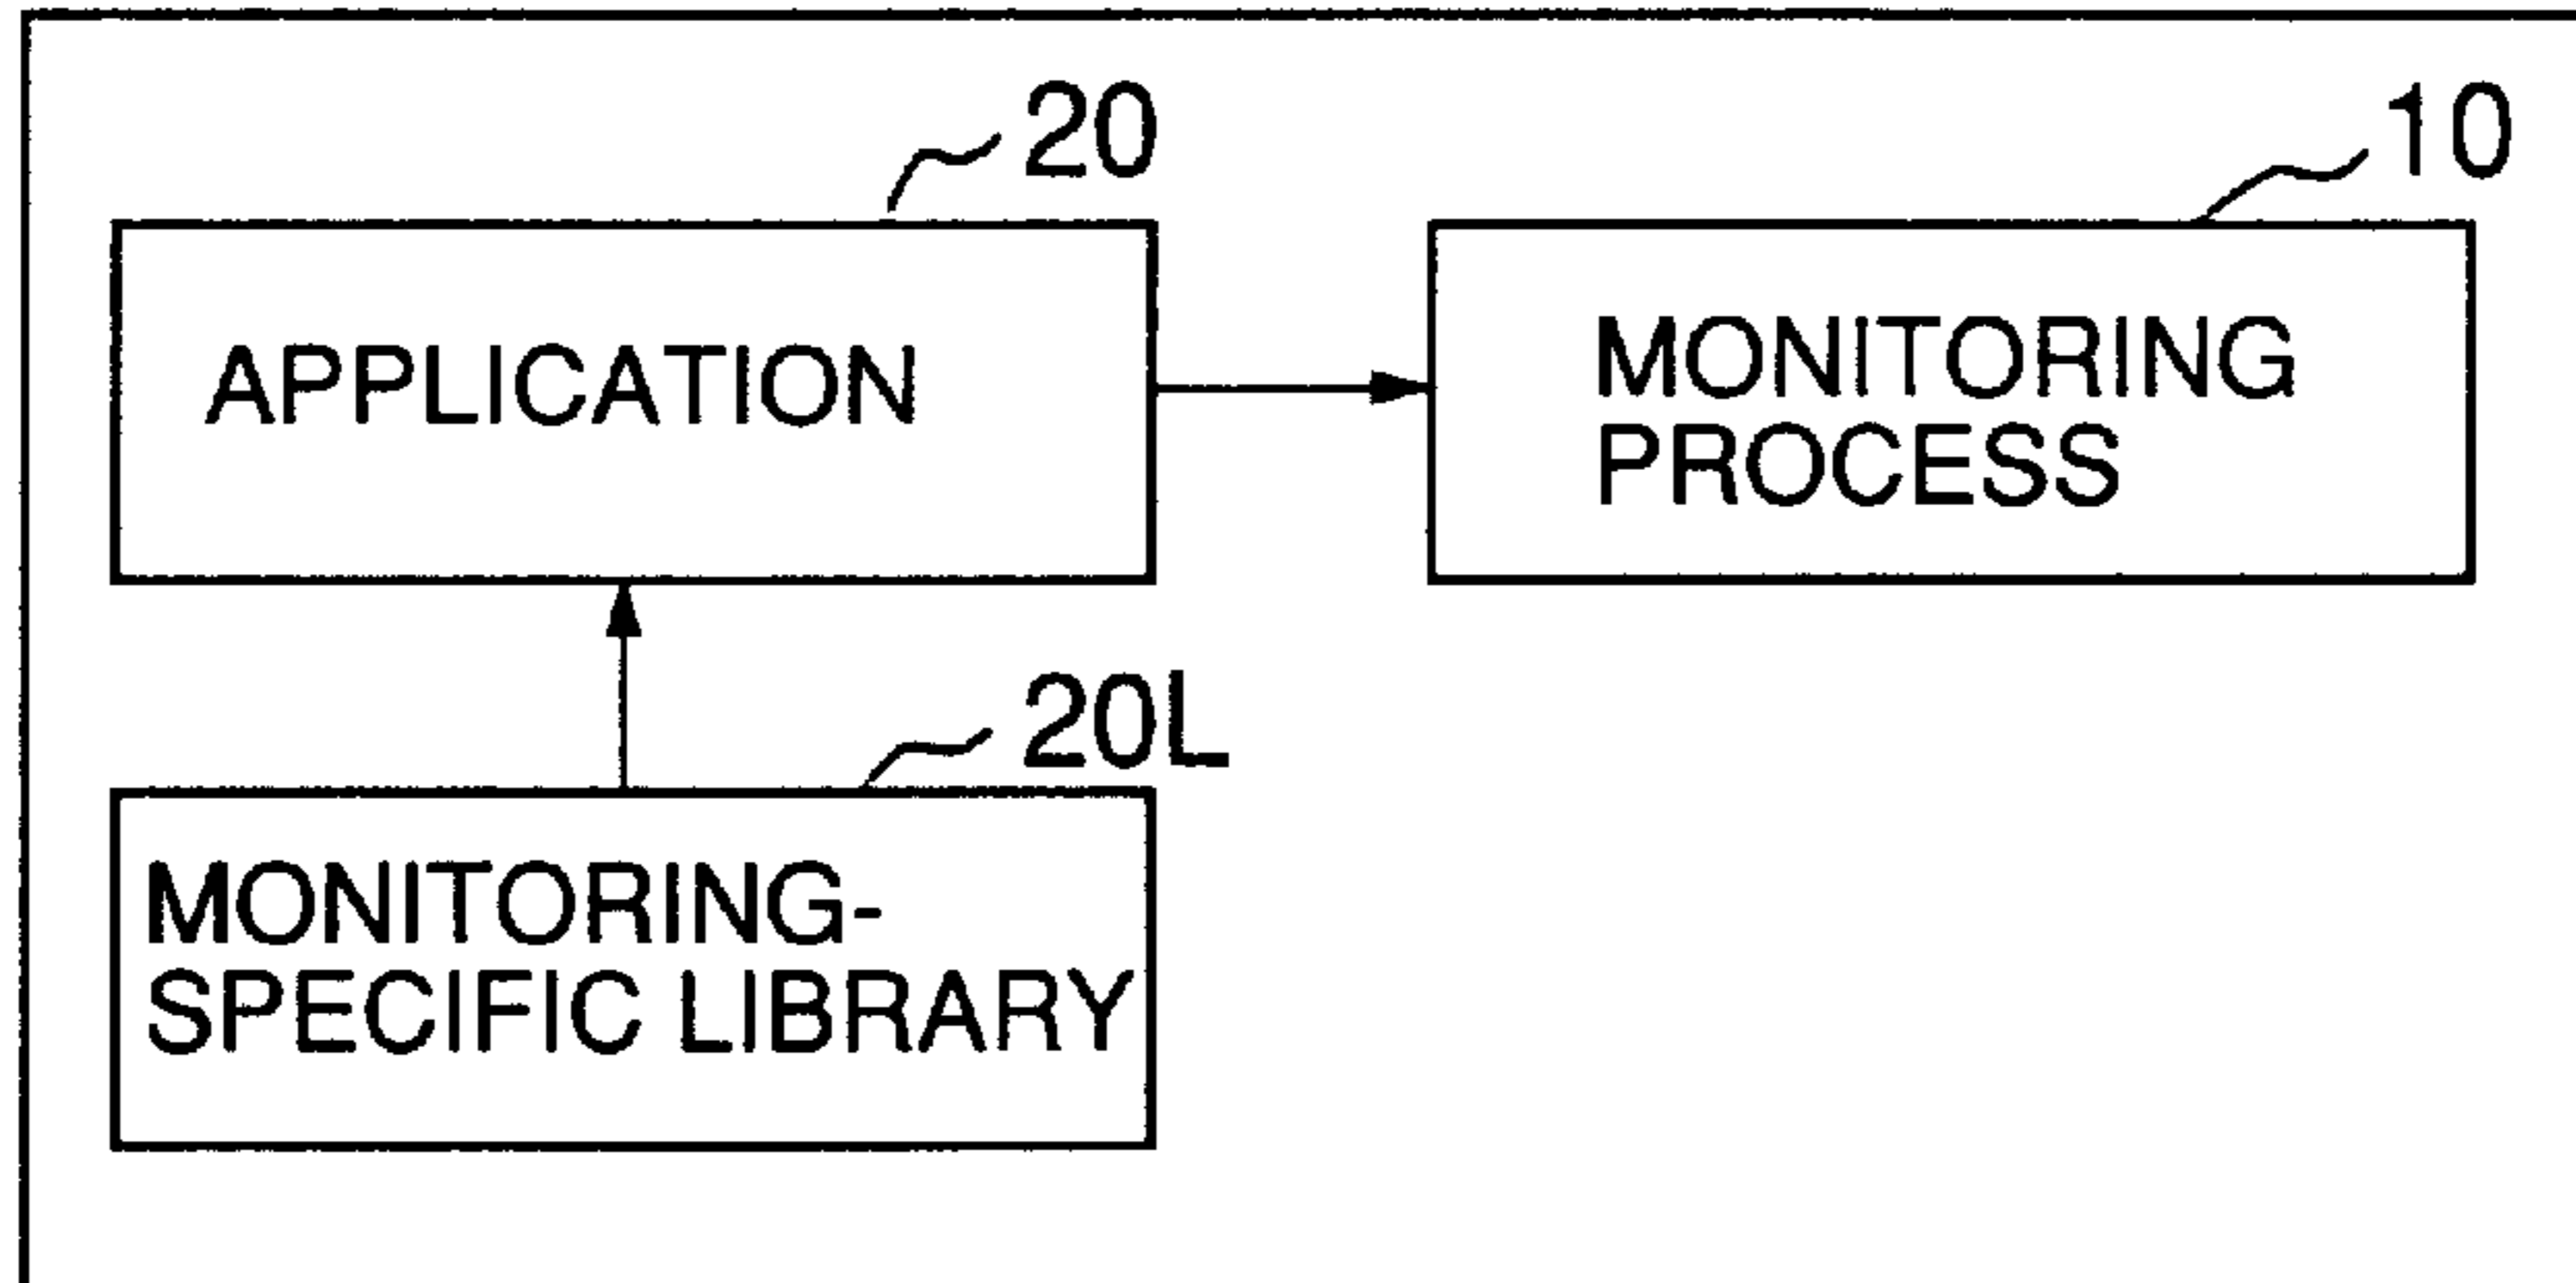 20
10
APPLICATION
MONITORING
PROCESS
20L
MONITORING-
SPECIFIC LIBRARY